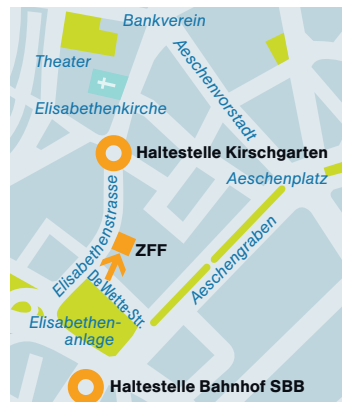 Bankverein
Theater
Aeschenvorstadt
Elisabethenkirche
Haltestelle Kirschgarten
Aeschenplatz
Elisabethenstrasse
ZFF
De Wette-Str.
Aeschengraben
Elisabethen-
anlage
Haltestelle Bahnhof SBB